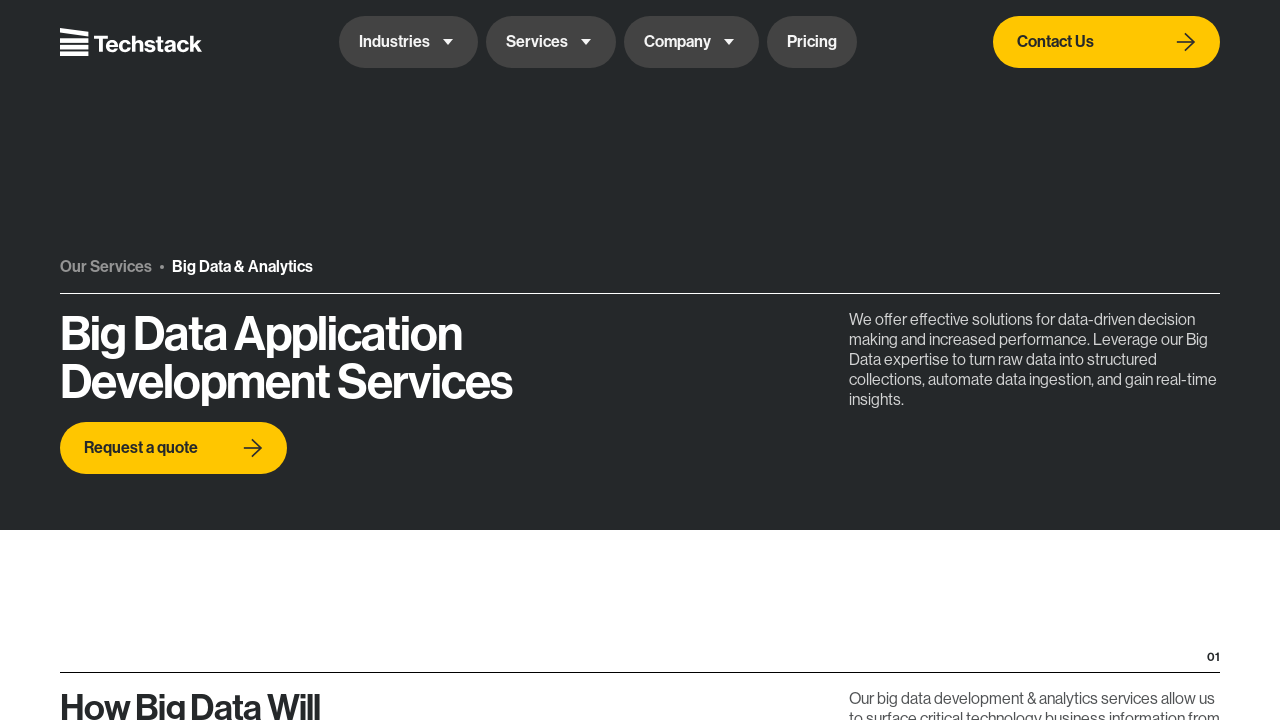 Techstack
Industries
Services
Company
Pricing
Contact Us
Our Services • Big Data & Analytics
Big Data Application
Development Services
We offer effective solutions for data-driven decision
making and increased performance. Leverage our Big
Data expertise to turn raw data into structured
collections, automate data ingestion, and gain real-time
insights.
Request a quote
01
How Big Data Will
Our big data development & analytics services allow us
to surface critical technology business information from